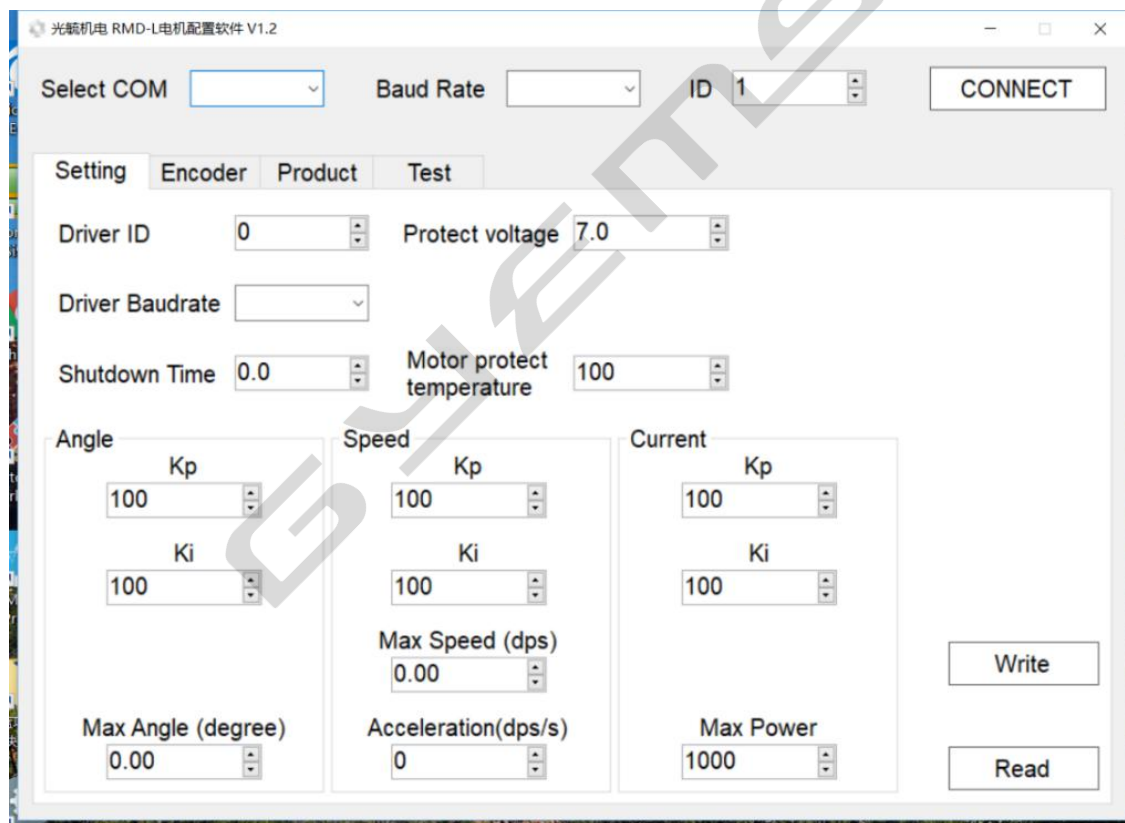 光毓机电 RMD-L电机配置软件 V1.2
Select COM Baud Rate ID 1 CONNECT
Setting Encoder Product Test
Driver ID 0 Protect voltage 7.0
Driver Baudrate
Shutdown Time 0.0 Motor protect temperature 100
Angle Speed Current
Kp Kp Kp
100 100 100
Ki Ki Ki
100 100 100
Max Speed (dps)
0.00
Write
Max Angle (degree) Acceleration(dps/s) Max Power
0.00 0 1000
Read
GYEMS